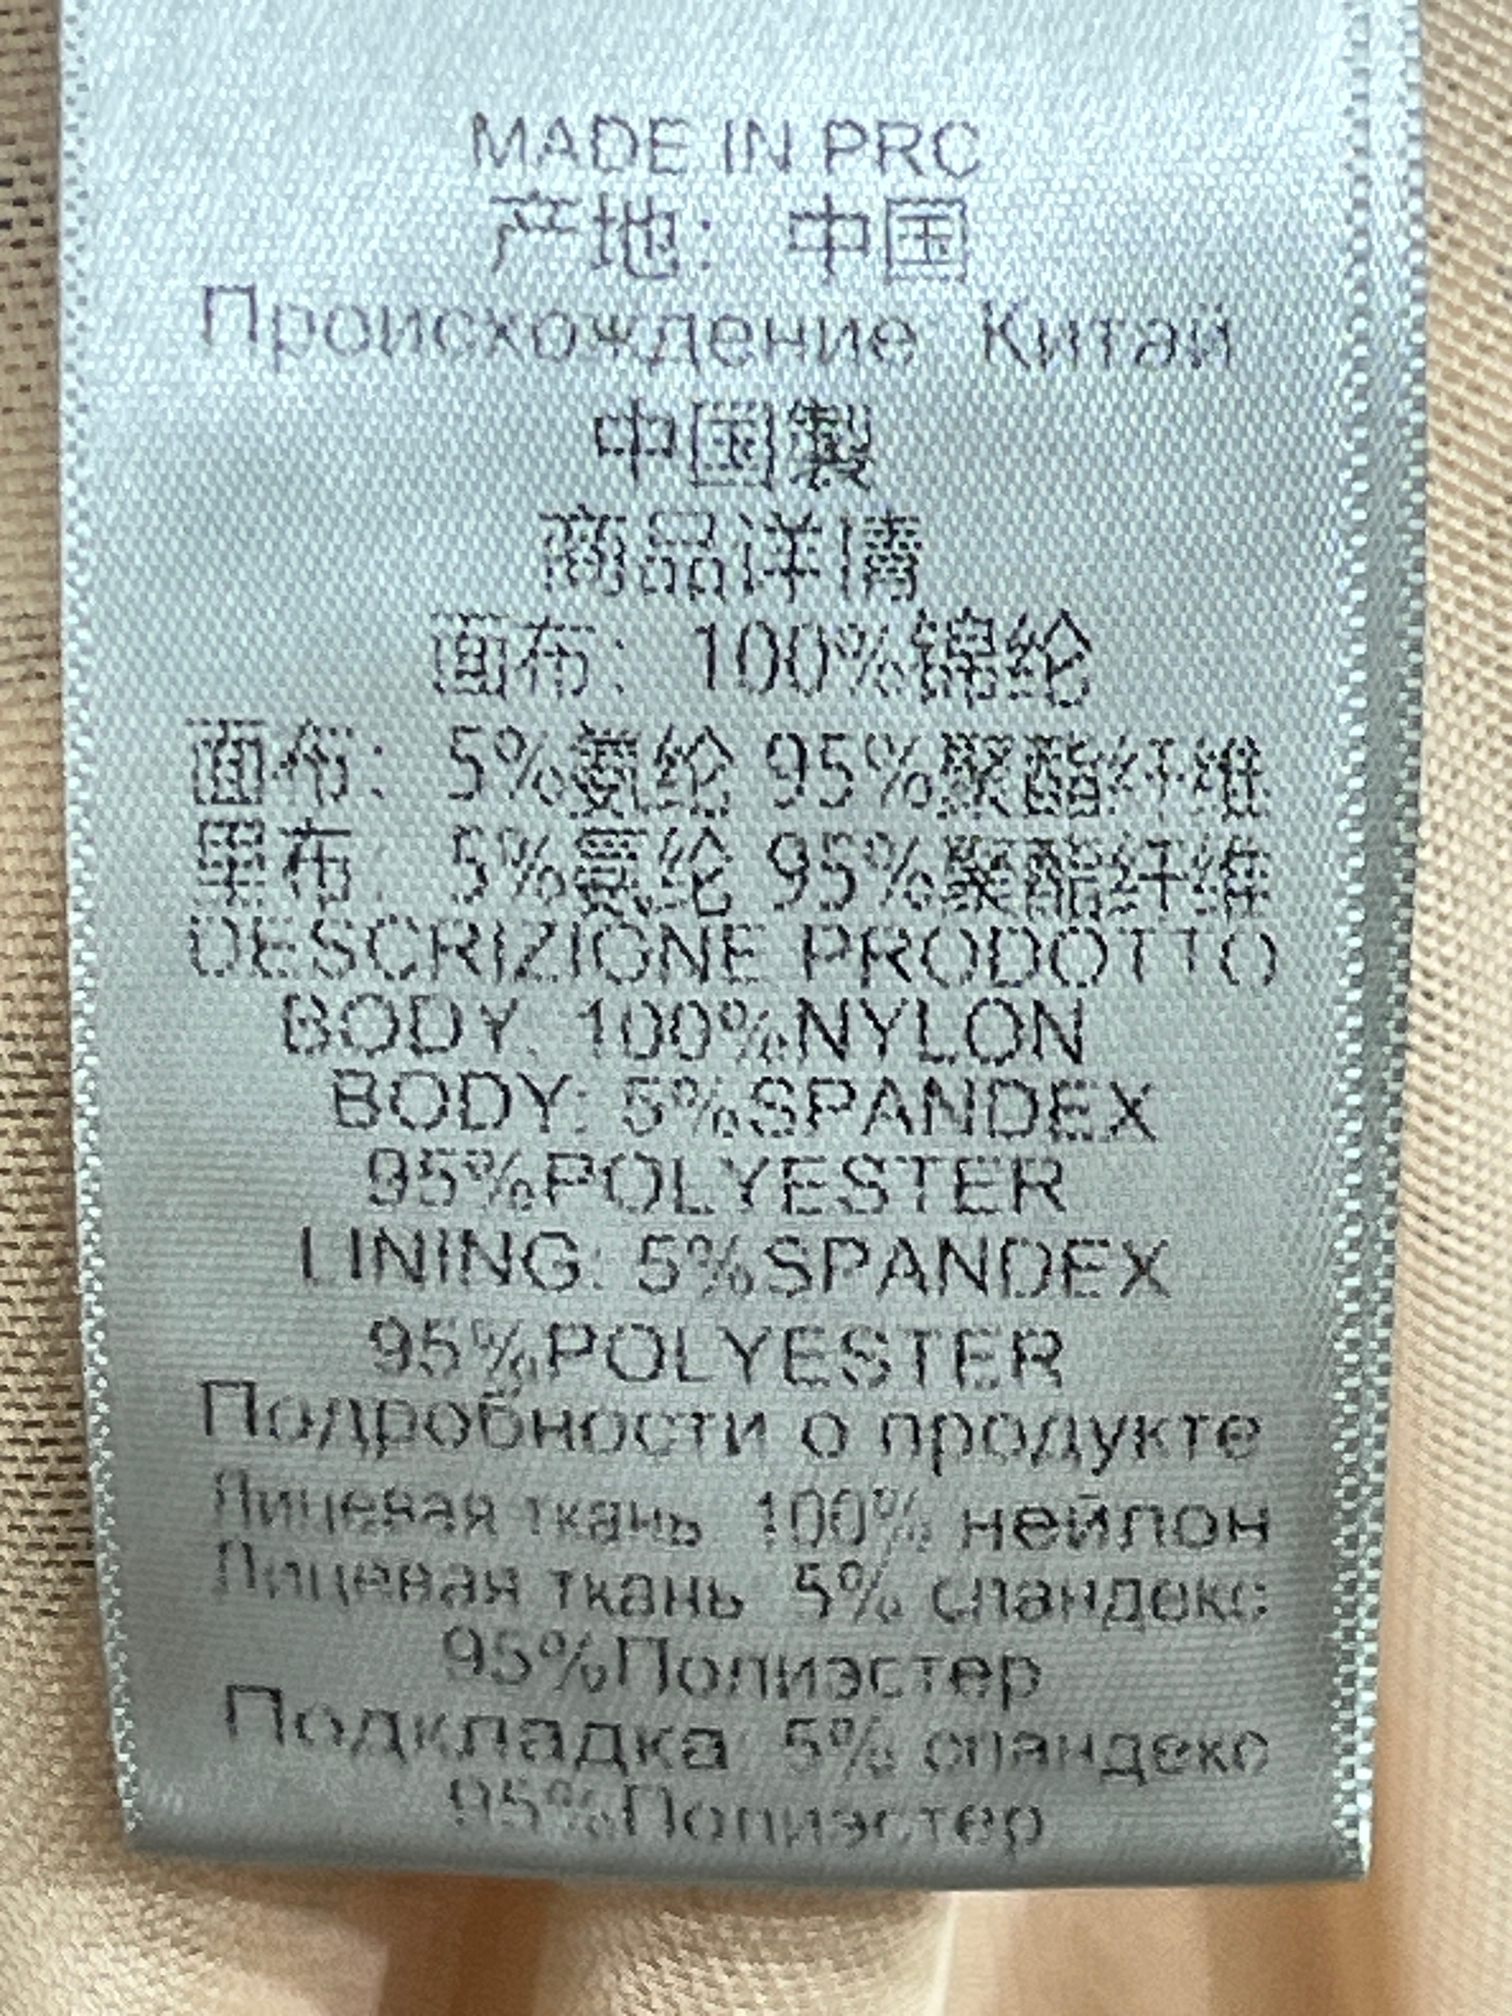 MADE IN PRC
产地: 中国
Происхождение Китай
中国製
商品洋情
面布: 100%锦纶
面布: 5%氨纶 95%聚酯纤维
里布: 5%氨纶 95%聚酯纤维
DESCRIZIONE PRODOTTO
BODY: 100%NYLON
BODY: 5%SPANDEX
95%POLYESTER
LINING: 5%SPANDEX
95%POLYESTER
Подробности о продукте
Лицевая ткань 100% нейлон
Лицевая ткань 5% спандекс
95%Полиэстер
Подкладка 5% спандекс
95%Полиэстер